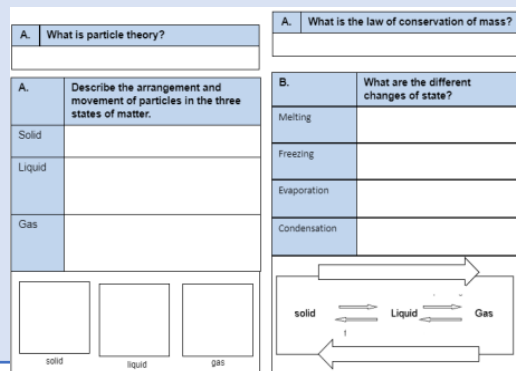 A. What is particle theory?
A. Describe the arrangement and
movement of particles in the three
states of matter.
Solid
Liquid
Gas
solid
liquid
gas
A. What is the law of conservation of mass?
B. What are the different
changes of state?
Melting
Freezing
Evaporation
Condensation
solid Liquid Gas